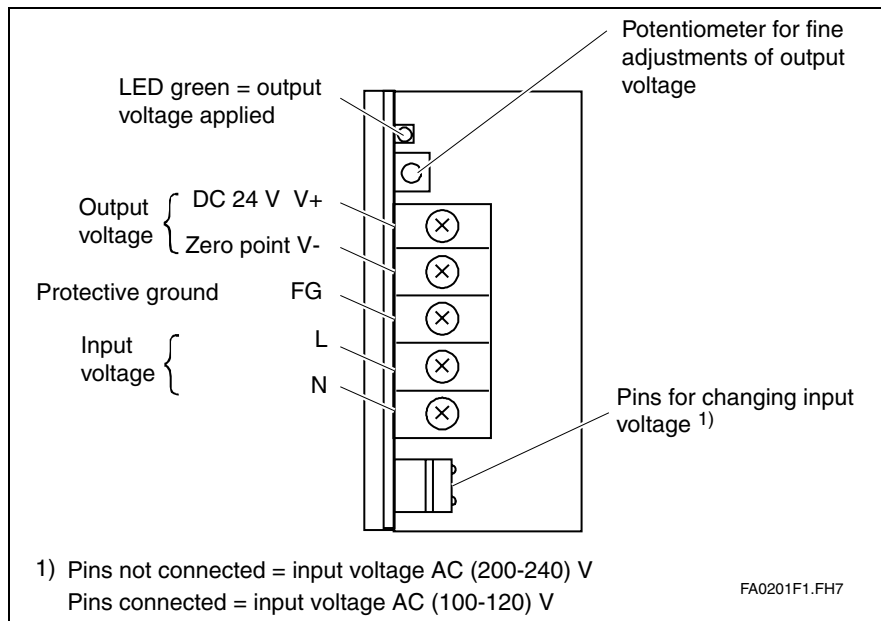 Potentiometer for fine
adjustments of output
voltage
LED green = output
voltage applied
Output
voltage
DC 24 V V+
Zero point V-
Protective ground FG
Input
voltage
L
N
Pins for changing input
voltage 1)
1) Pins not connected = input voltage AC (200-240) V
Pins connected = input voltage AC (100-120) V
FA0201F1.FH7